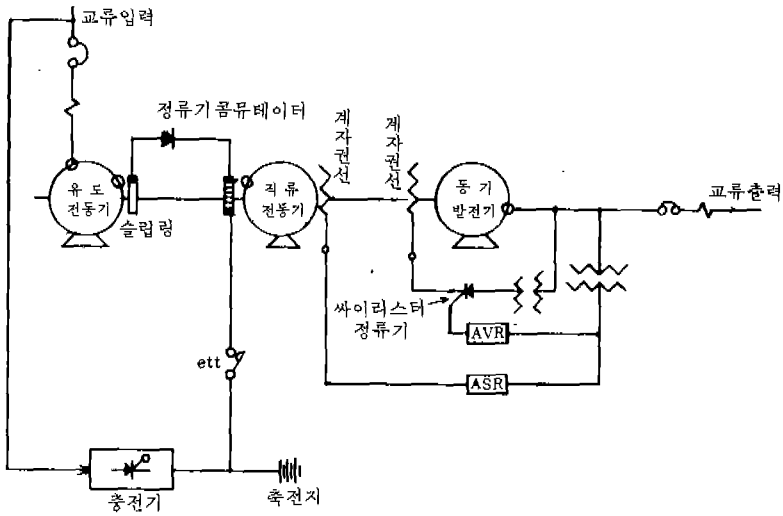 교류입력
정류기 콤뮤테이터
계자권선
계자권선
유도
전동기
슬립링
직류
전동기
동기
발전기
교류출력
싸이리스터
정류기
AVR
ASR
ett
충전기
축전지